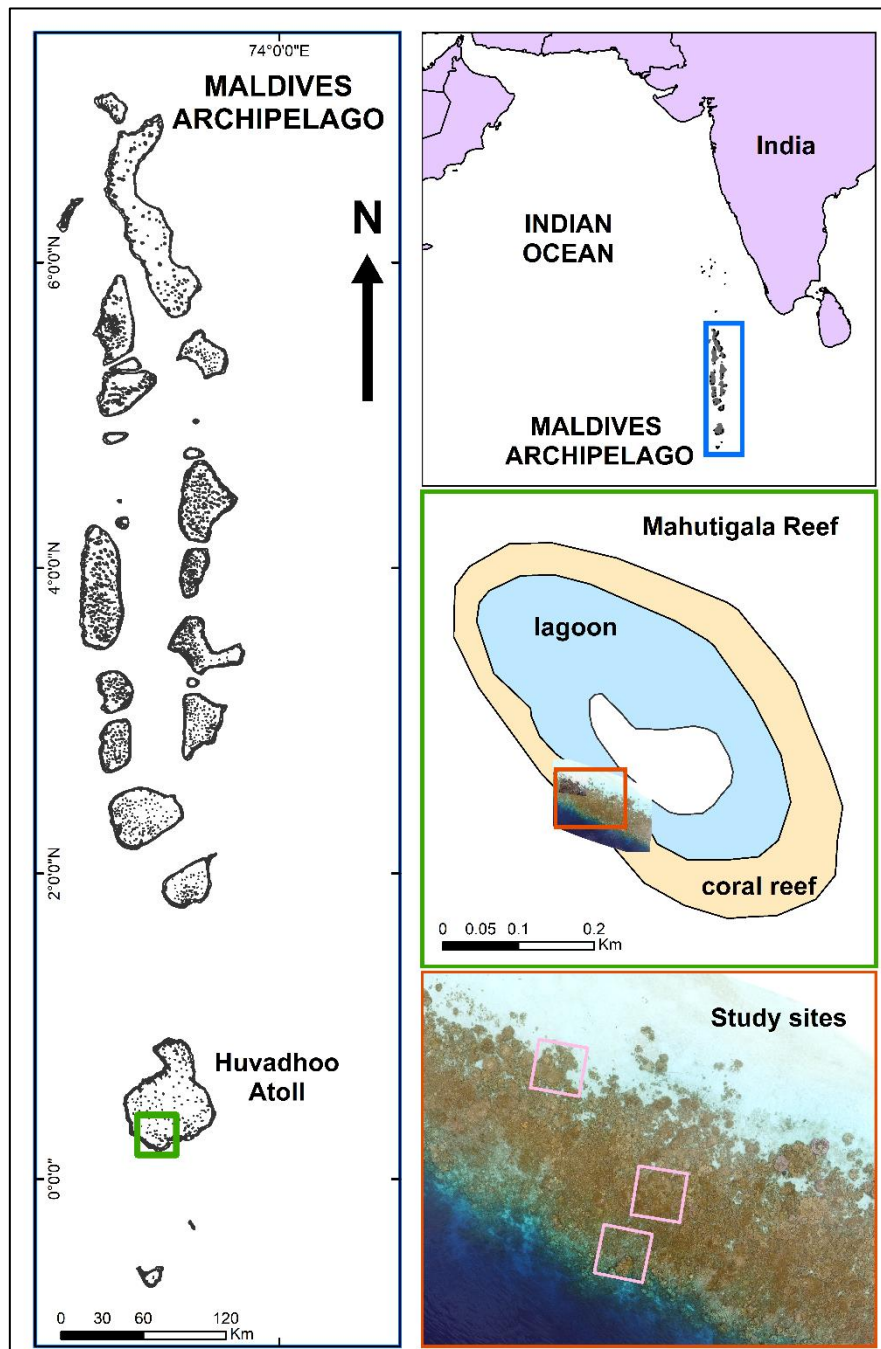 74°0'0"E
MALDIVES
ARCHIPELAGO
N
6°0'0"N
4°0'0"N
2°0'0"N
Huvadhoo
Atoll
0°0'0"
0 30 60 120
Km
India
INDIAN
OCEAN
MALDIVES
ARCHIPELAGO
Mahutigala Reef
lagoon
coral reef
0 0.05 0.1 0.2
Km
Study sites